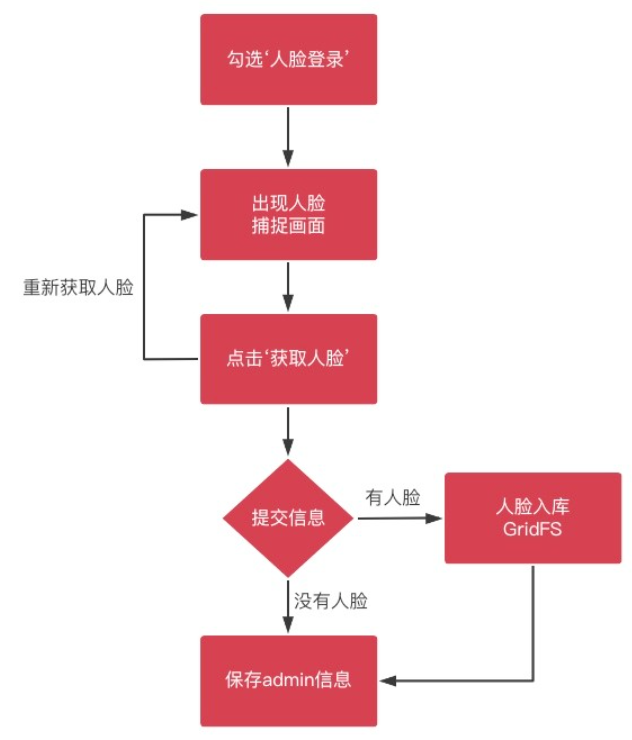 勾选‘人脸登录’
出现人脸
捕捉画面
重新获取人脸
点击‘获取人脸’
提交信息
有人脸
人脸入库
GridFS
没有人脸
保存admin信息